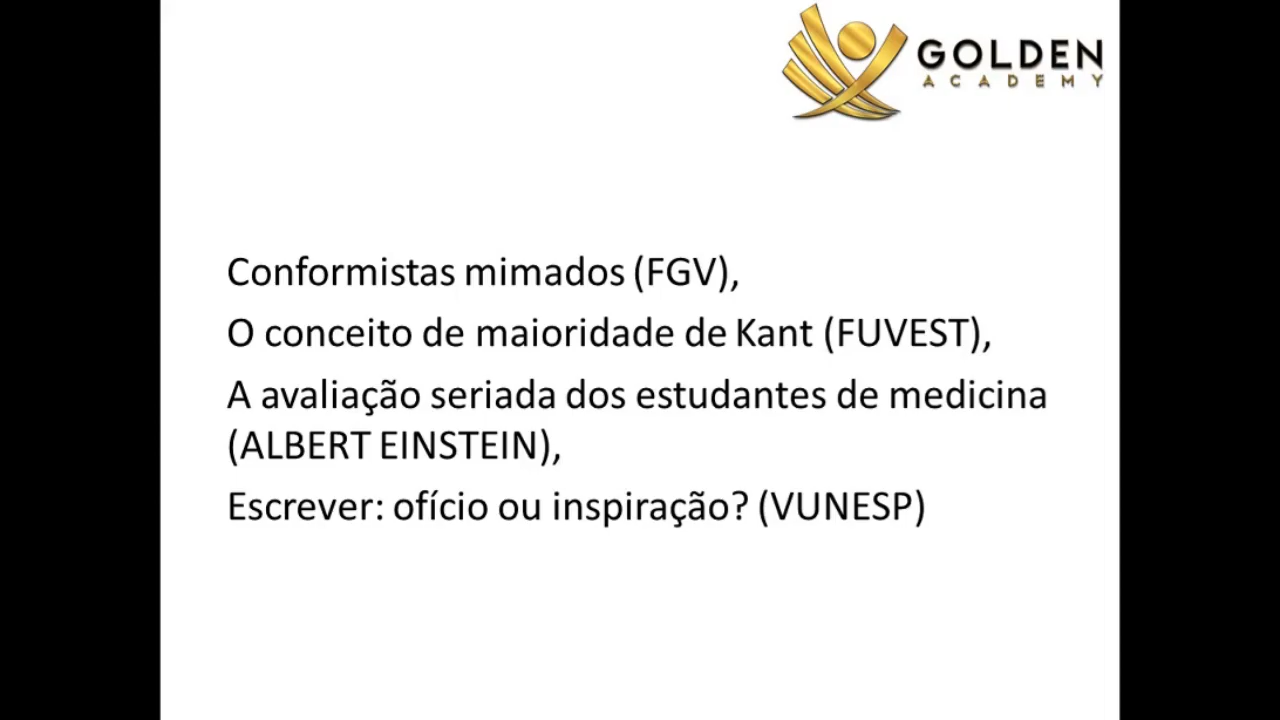 GOLDEN
ACADEMY
Conformistas mimados (FGV),
O conceito de maioridade de Kant (FUVEST),
A avaliação seriada dos estudantes de medicina
(ALBERT EINSTEIN),
Escrever: ofício ou inspiração? (VUNESP)